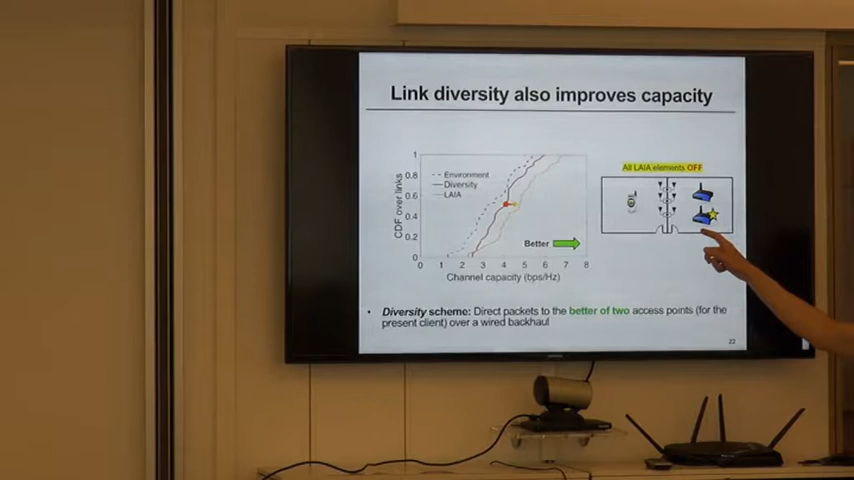 Link diversity also improves capacity
All LAIA elements OFF
1
0.8
0.6
0.4
0.2
0
CDF over links
Environment
Diversity
LAIA
Better
0 1 2 3 4 5 6 7 8
Channel capacity (bps/Hz)
• Diversity scheme: Direct packets to the better of two access points (for the
present client) over a wired backhaul
22